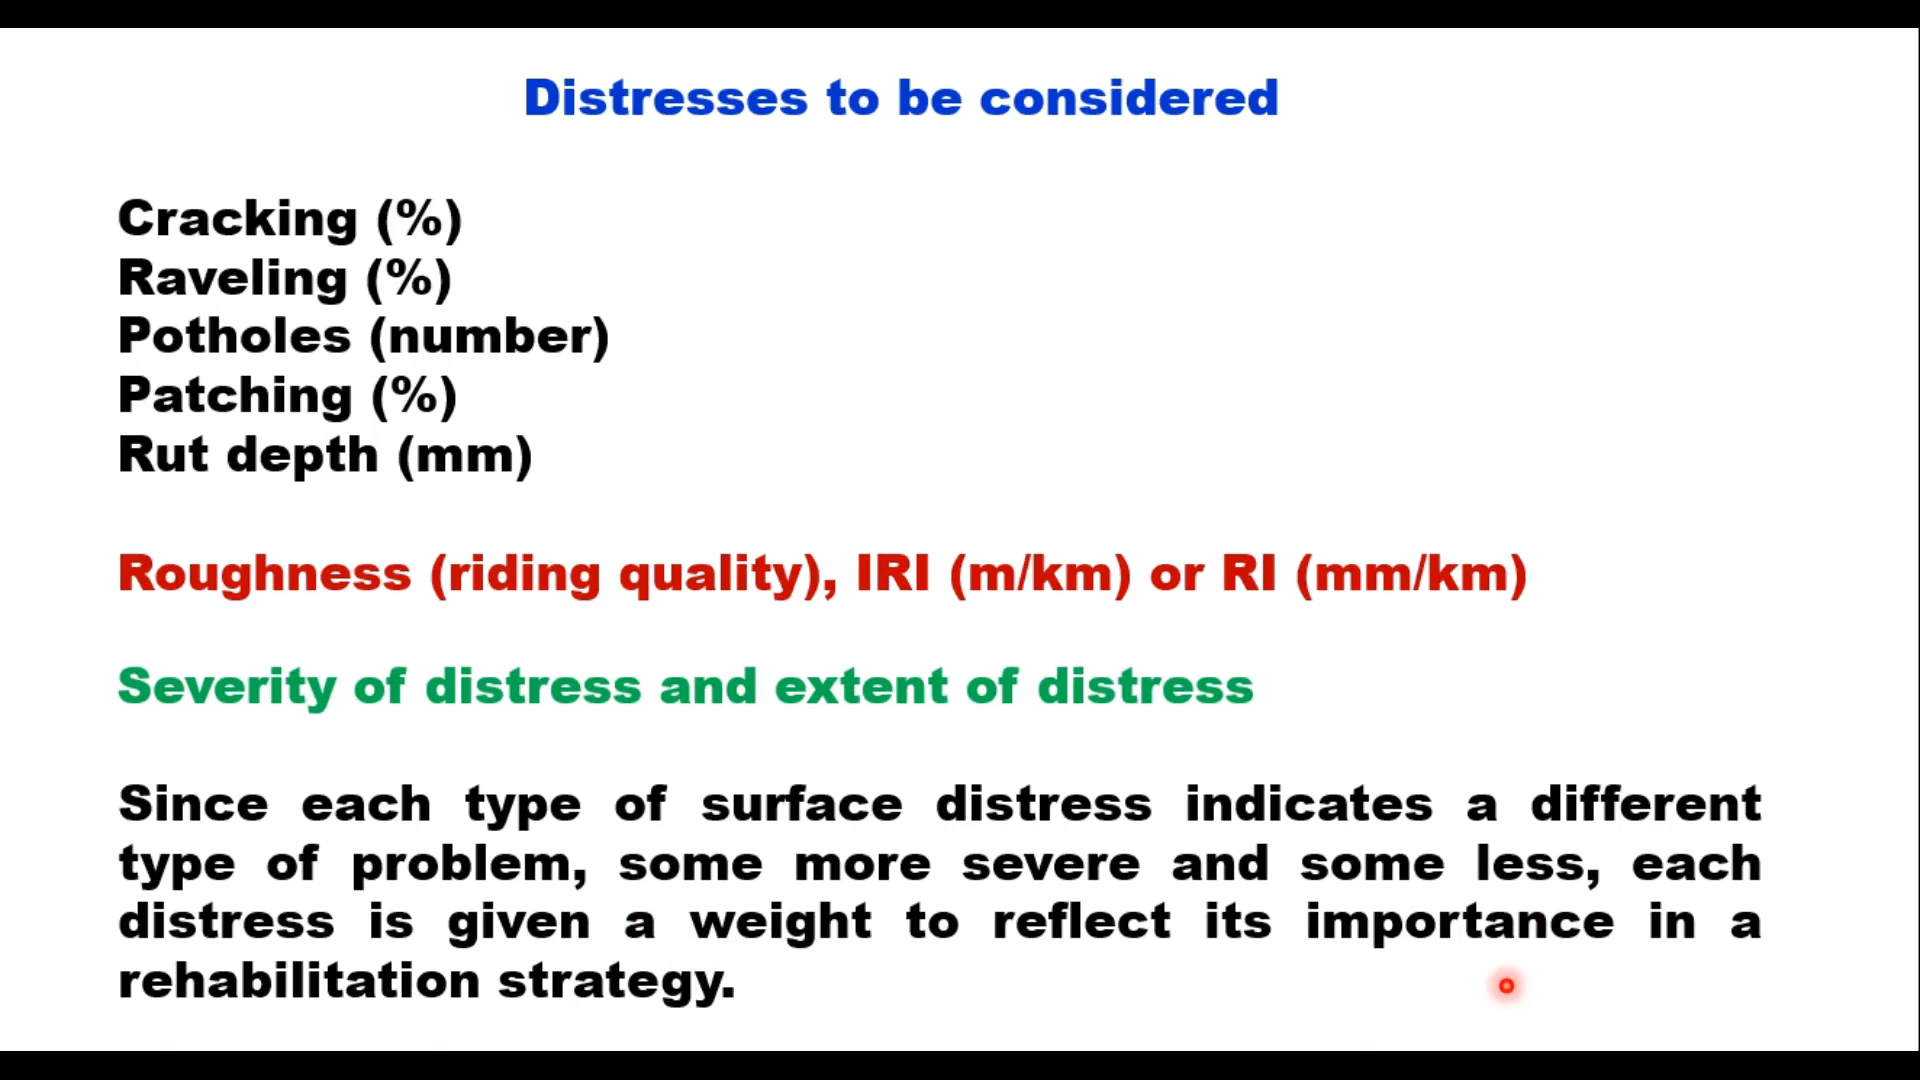 Distresses to be considered
Cracking (%)
Raveling (%)
Potholes (number)
Patching (%)
Rut depth (mm)
Roughness (riding quality), IRI (m/km) or RI (mm/km)
Severity of distress and extent of distress
Since each type of surface distress indicates a different
type of problem, some more severe and some less, each
distress is given a weight to reflect its importance in a
rehabilitation strategy.